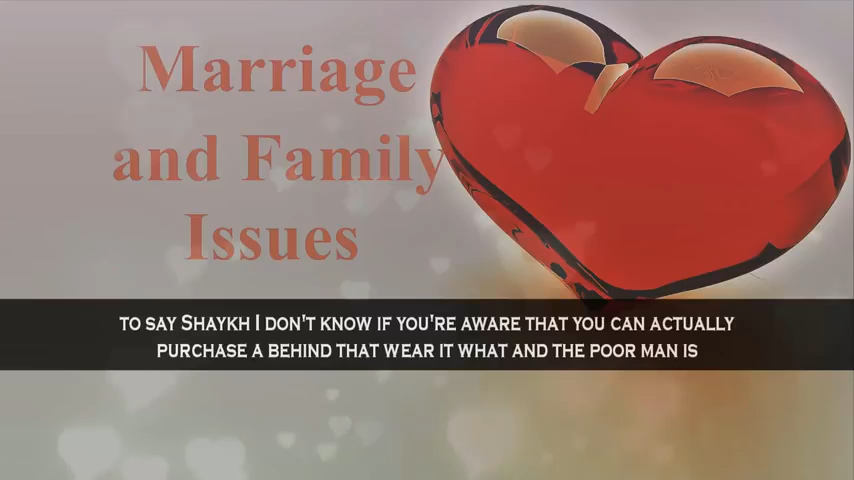 Marriage
and Family
Issues
TO SAY SHAYKH I DON'T KNOW IF YOU'RE AWARE THAT YOU CAN ACTUALLY
PURCHASE A BEHIND THAT WEAR IT WHAT AND THE POOR MAN IS